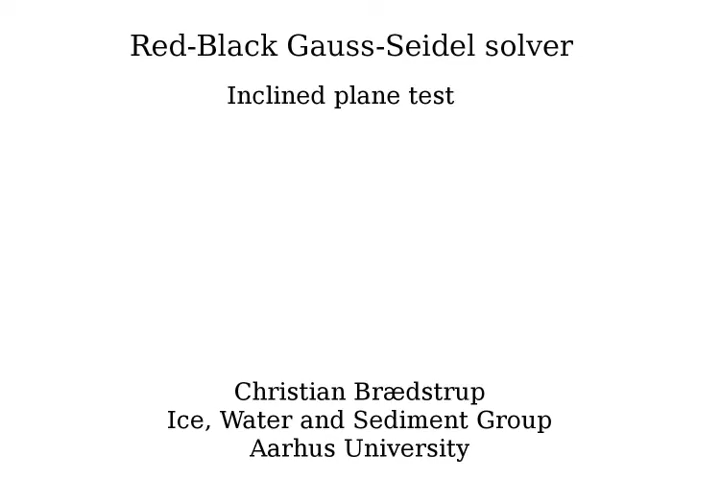 Red-Black Gauss-Seidel solver
Inclined plane test
Christian Brædstrup
Ice, Water and Sediment Group
Aarhus University